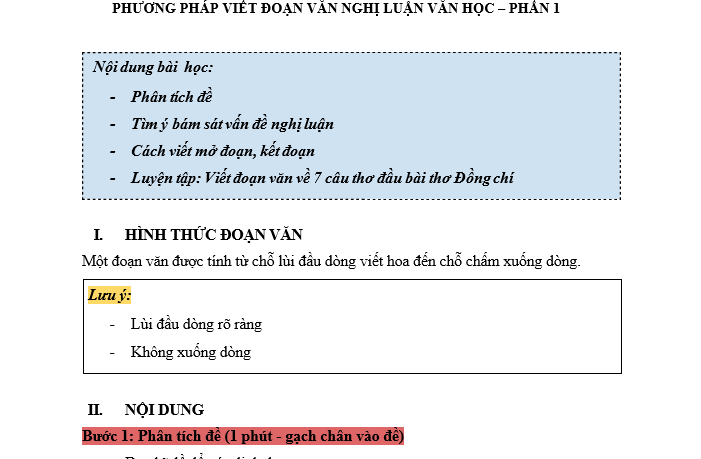 PHƯƠNG PHÁP VIẾT ĐOẠN VĂN NGHỊ LUẬN VĂN HỌC – PHẦN 1
Nội dung bài học:
- Phân tích đề
- Tìm ý bám sát vấn đề nghị luận
- Cách viết mở đoạn, kết đoạn
- Luyện tập: Viết đoạn văn về 7 câu thơ đầu bài thơ Đồng chí
I. HÌNH THỨC ĐOẠN VĂN
Một đoạn văn được tính từ chỗ lùi đầu dòng viết hoa đến chỗ chấm xuống dòng.
Lưu ý:
- Lùi đầu dòng rõ ràng
- Không xuống dòng
II. NỘI DUNG
Bước 1: Phân tích đề (1 phút - gạch chân vào đề)